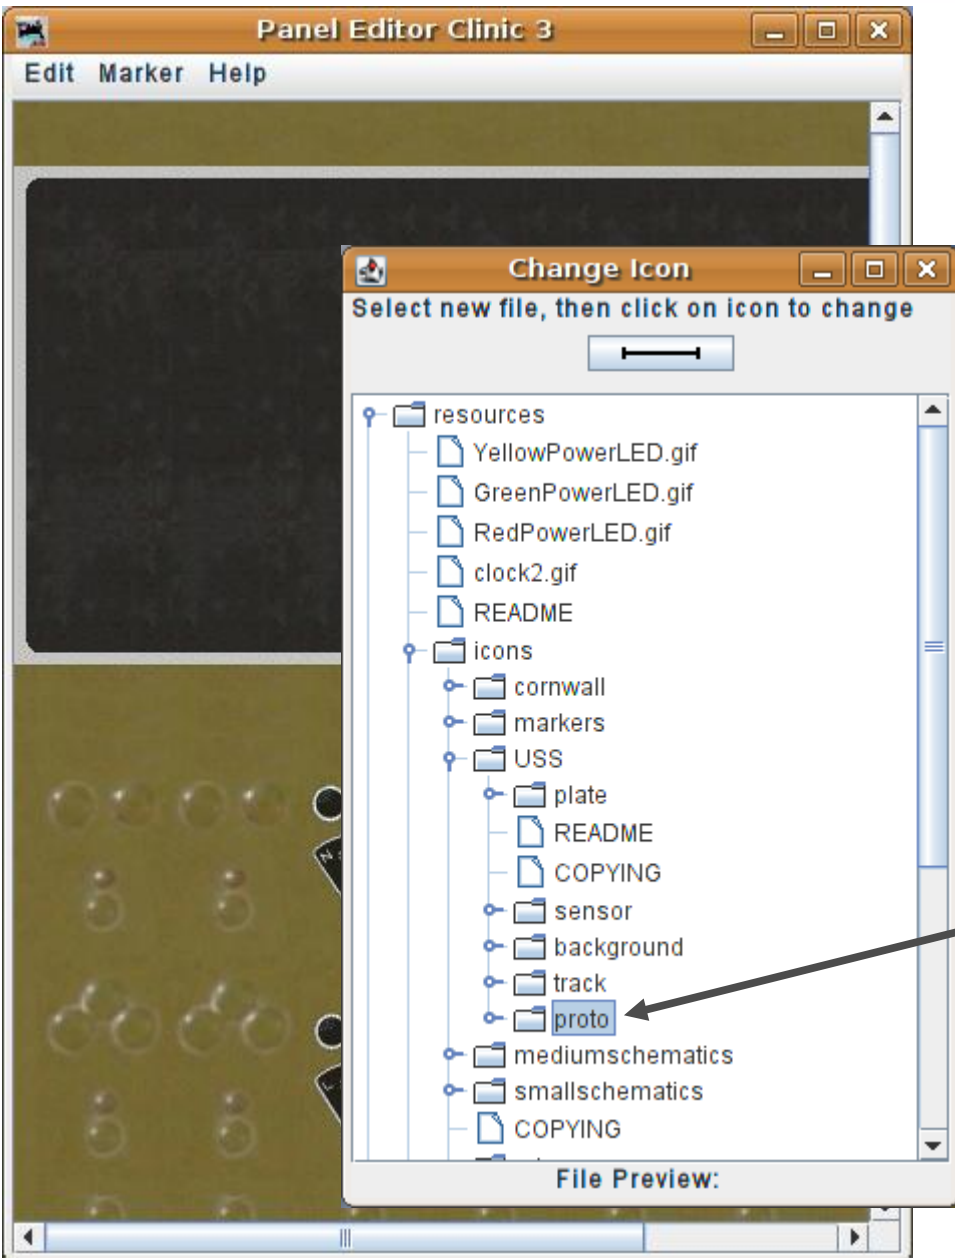 Panel Editor Clinic 3
Edit Marker Help
Change Icon
Select new file, then click on icon to change
resources
YellowPowerLED.gif
GreenPowerLED.gif
RedPowerLED.gif
clock2.gif
README
icons
cornwall
markers
USS
plate
README
COPYING
sensor
background
track
proto
mediumschematics
smallschematics
COPYING
File Preview:
N
L